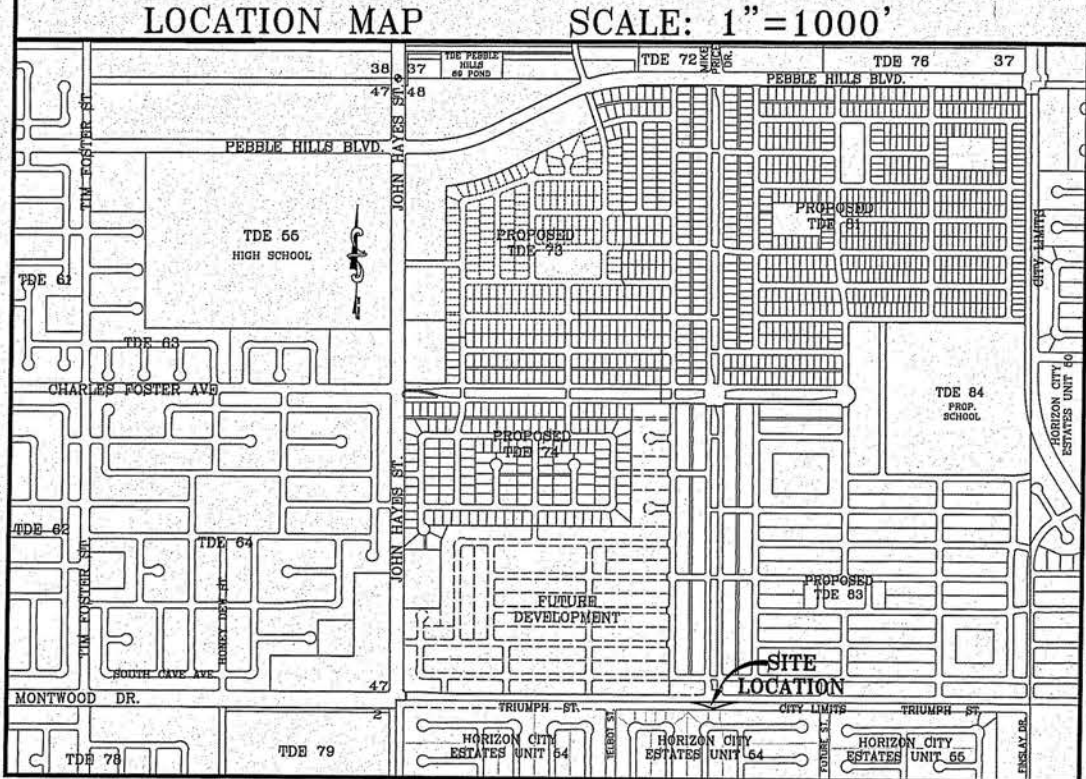 LOCATION MAP SCALE: 1"=1000'
TDE PEBBLE
HILLS
69 POND
38 37
47 48
TDE 72
MIKE
PRICE
DR.
TDE 76
37
PEBBLE HILLS BLVD.
TIM FOSTER ST.
PEBBLE HILLS BLVD.
JOHN HAYES ST.
TDE 66
HIGH SCHOOL
PROPOSED
TDE 73
PROPOSED
TDE 81
CITY LIMITS
TDE 61
TDE 63
CHARLES FOSTER AVE
TDE 84
PROP.
SCHOOL
HORIZON CITY
ESTATES UNIT 60
PROPOSED
TDE 74
JOHN HAYES ST.
TDE 62
TDE 64
TIM FOSTER ST.
HONEY DEW ST
FUTURE
DEVELOPMENT
PROPOSED
TDE 83
SOUTH CAVE AVE
SITE
LOCATION
47
2
MONTWOOD DR.
TRIUMPH ST.
CITY LIMITS
TRIUMPH ST.
HORIZON CITY
ESTATES UNIT 54
TELBOT ST
HORIZON CITY
ESTATES UNIT 54
FUTURE ST.
HORIZON CITY
ESTATES UNIT 55
TDE 78
TDE 79